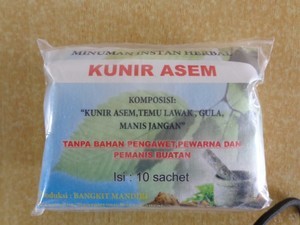 MINUMAN INSTAN HERBAL
KUNIR ASEM
KOMPOSISI:
"KUNIR ASEM,TEMU LAWAK, GULA,
MANIS JANGAN"
TANPA BAHAN PENGAWET,PEWARNA DAN
PEMANIS BUATAN
Isi : 10 sachet
: BANGKIT MANDIRI